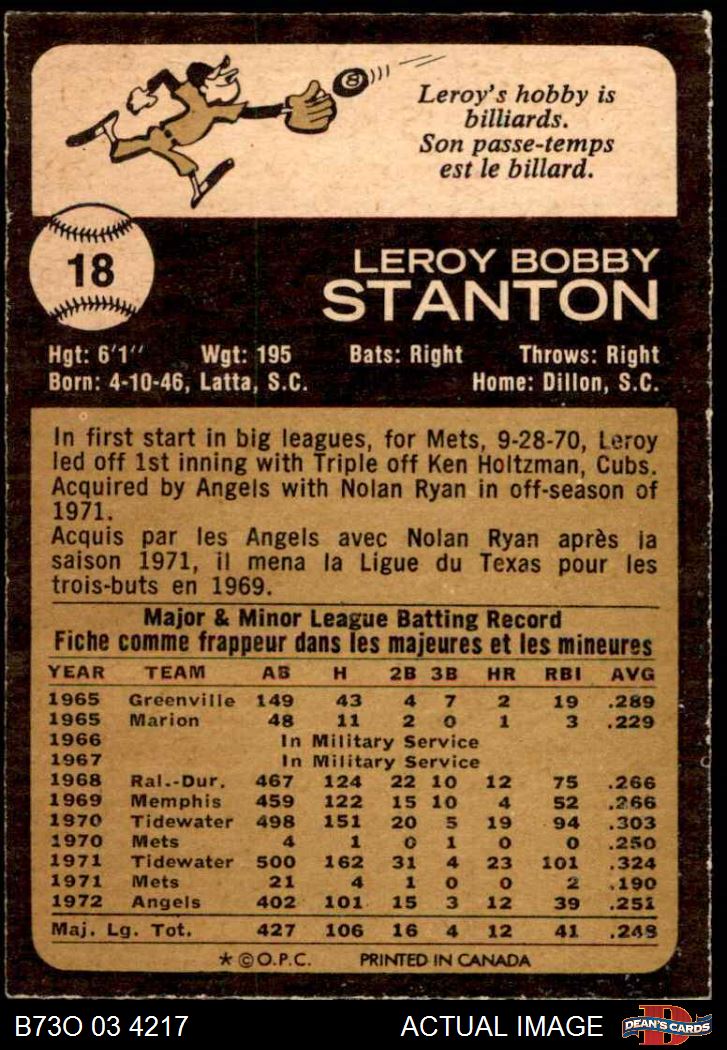 8
Leroy's hobby is
billiards.
Son passe-temps
est le billard.
18
LEROY BOBBY
STANTON
Hgt: 6'1" Wgt: 195 Bats: Right Throws: Right
Born: 4-10-46, Latta, S.C. Home: Dillon, S.C.
In first start in big leagues, for Mets, 9-28-70, Leroy
led off 1st inning with Triple off Ken Holtzman, Cubs.
Acquired by Angels with Nolan Ryan in off-season of
1971.
Acquis par les Angels avec Nolan Ryan après la
saison 1971, il mena la Ligue du Texas pour les
trois-buts en 1969.
Major & Minor League Batting Record
Fiche comme frappeur dans les majeures et les mineures
YEAR TEAM AB H 2B 3B HR RBI AVG
1965 Greenville 149 43 4 7 2 19 .289
1965 Marion 48 11 2 0 1 3 .229
1966 In Military Service
1967 In Military Service
1968 Ral.-Dur. 467 124 22 10 12 75 .266
1969 Memphis 459 122 15 10 4 52 .266
1970 Tidewater 498 151 20 5 19 94 .303
1970 Mets 4 1 0 1 0 0 .250
1971 Tidewater 500 162 31 4 23 101 .324
1971 Mets 21 4 1 0 0 2 .190
1972 Angels 402 101 15 3 12 39 .251
Maj. Lg. Tot. 427 106 16 4 12 41 .248
* © O.P.C. PRINTED IN CANADA
B73O 03 4217 ACTUAL IMAGE D DEAN'S CARDS